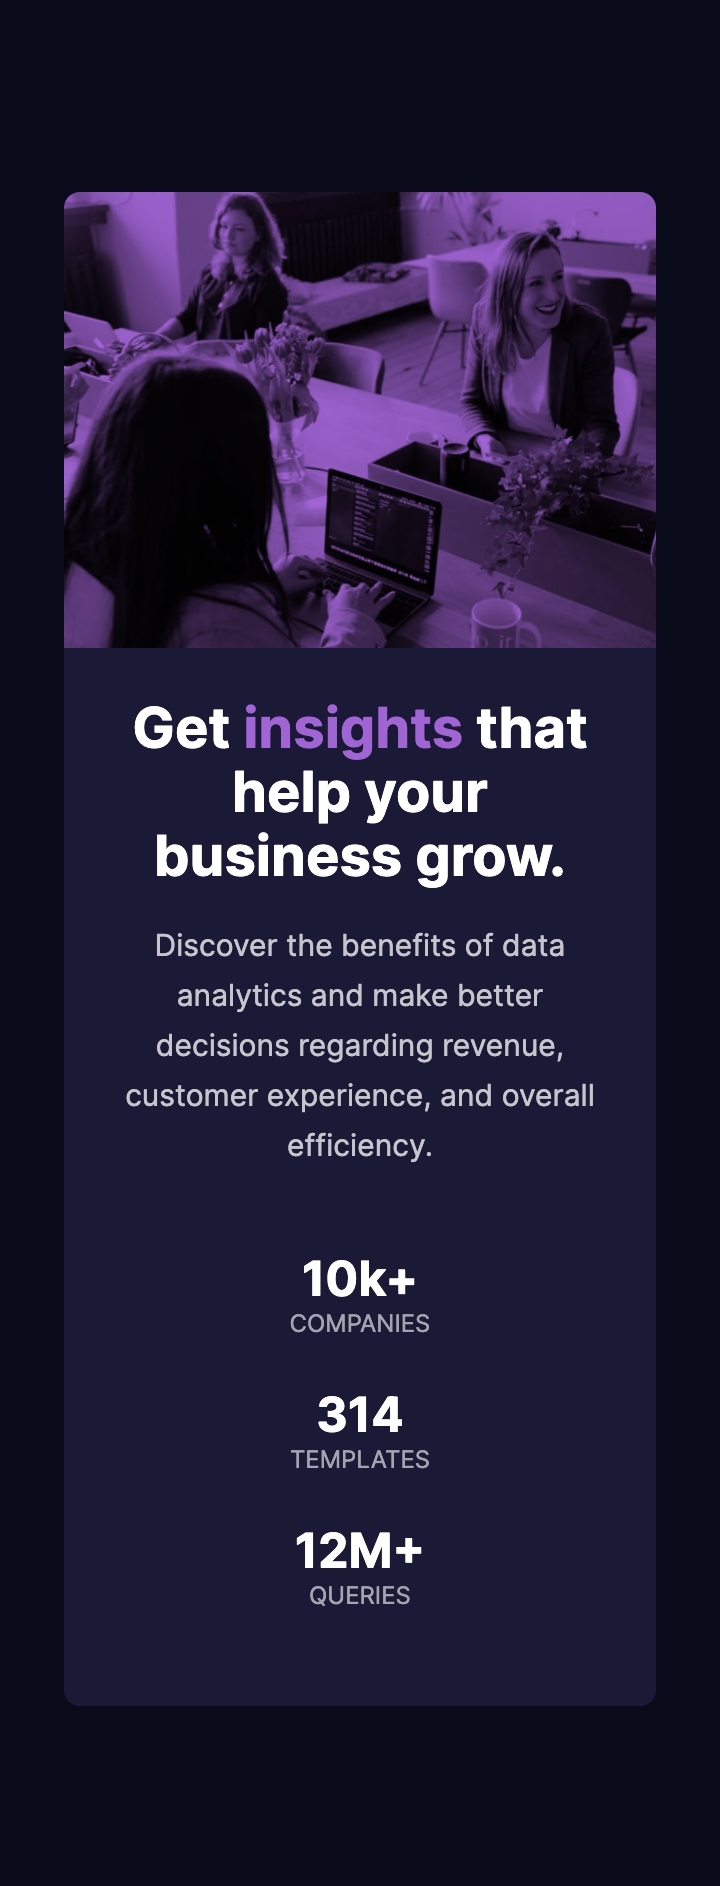 Get insights that
help your
business grow.
Discover the benefits of data
analytics and make better
decisions regarding revenue,
customer experience, and overall
efficiency.
10k+
COMPANIES
314
TEMPLATES
12M+
QUERIES